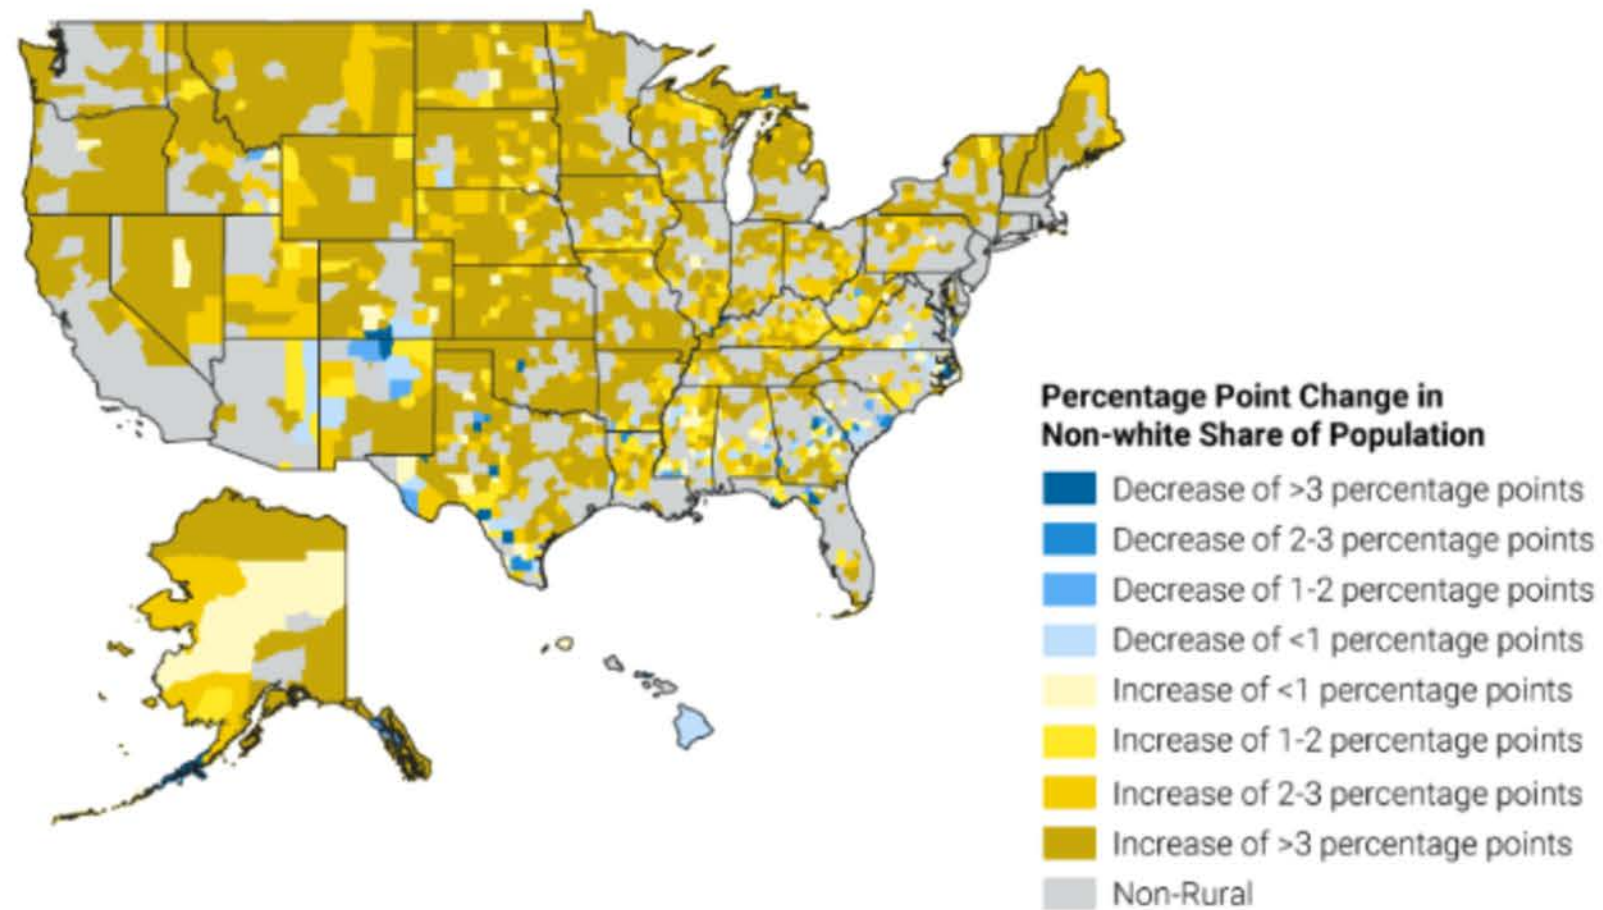 Percentage Point Change in
Non-white Share of Population
Decrease of >3 percentage points
Decrease of 2-3 percentage points
Decrease of 1-2 percentage points
Decrease of <1 percentage points
Increase of <1 percentage points
Increase of 1-2 percentage points
Increase of 2-3 percentage points
Increase of >3 percentage points
Non-Rural